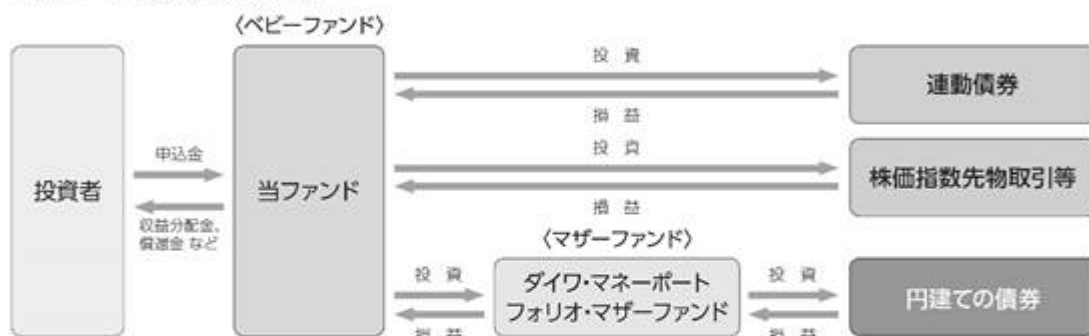 〈ベビーファンド〉
投資
連動債券
損益
申込金
投資
投資者
当ファンド
株価指数先物取引等
収益分配金、
償還金 など
損益
〈マザーファンド〉
投資
ダイワ・マネーポート
フォリオ・マザーファンド
投資
円建ての債券
損益
損益